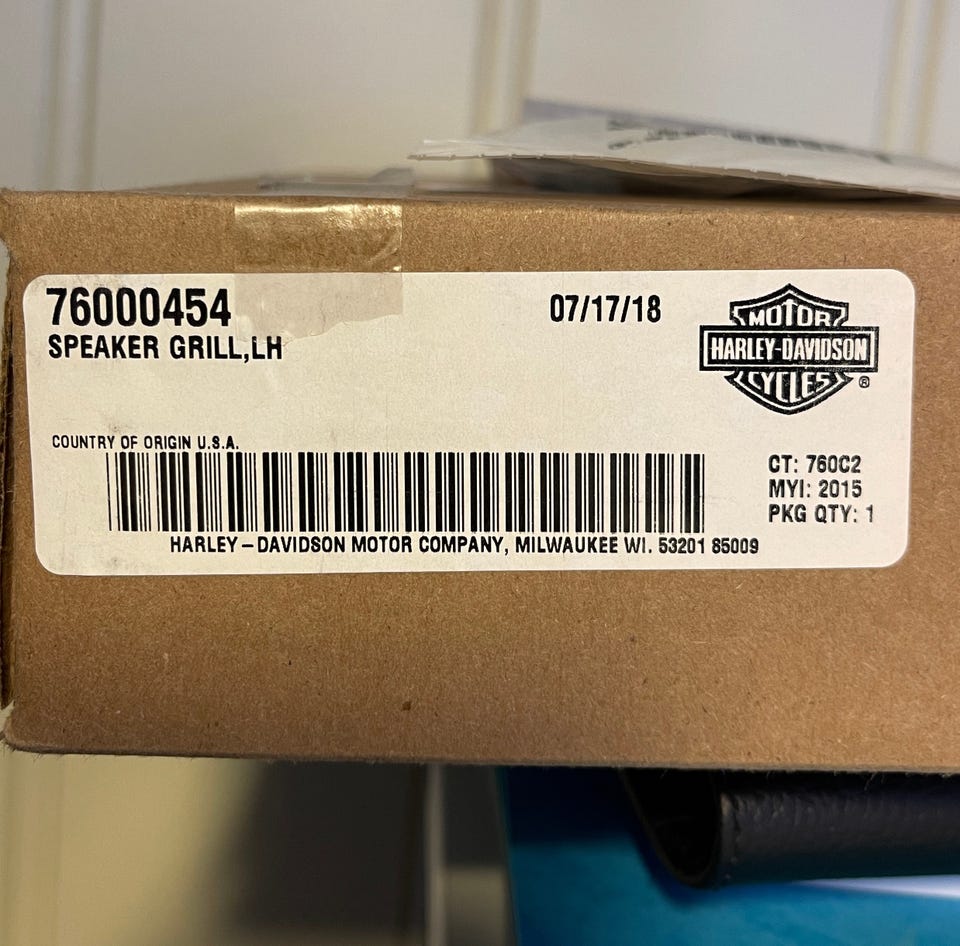 76000454
07/17/18
SPEAKER GRILL,LH
MOTOR
HARLEY-DAVIDSON
CYCLES
®
COUNTRY OF ORIGIN U.S.A.
CT: 760C2
MYI: 2015
PKG QTY: 1
HARLEY-DAVIDSON MOTOR COMPANY, MILWAUKEE WI. 53201 85009